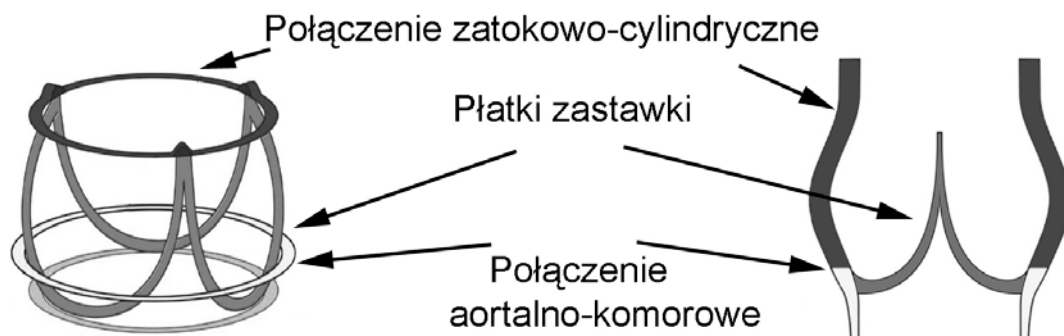 Połączenie zatokowo-cylindryczne
Płatki zastawki
Połączenie
aortalno-komorowe